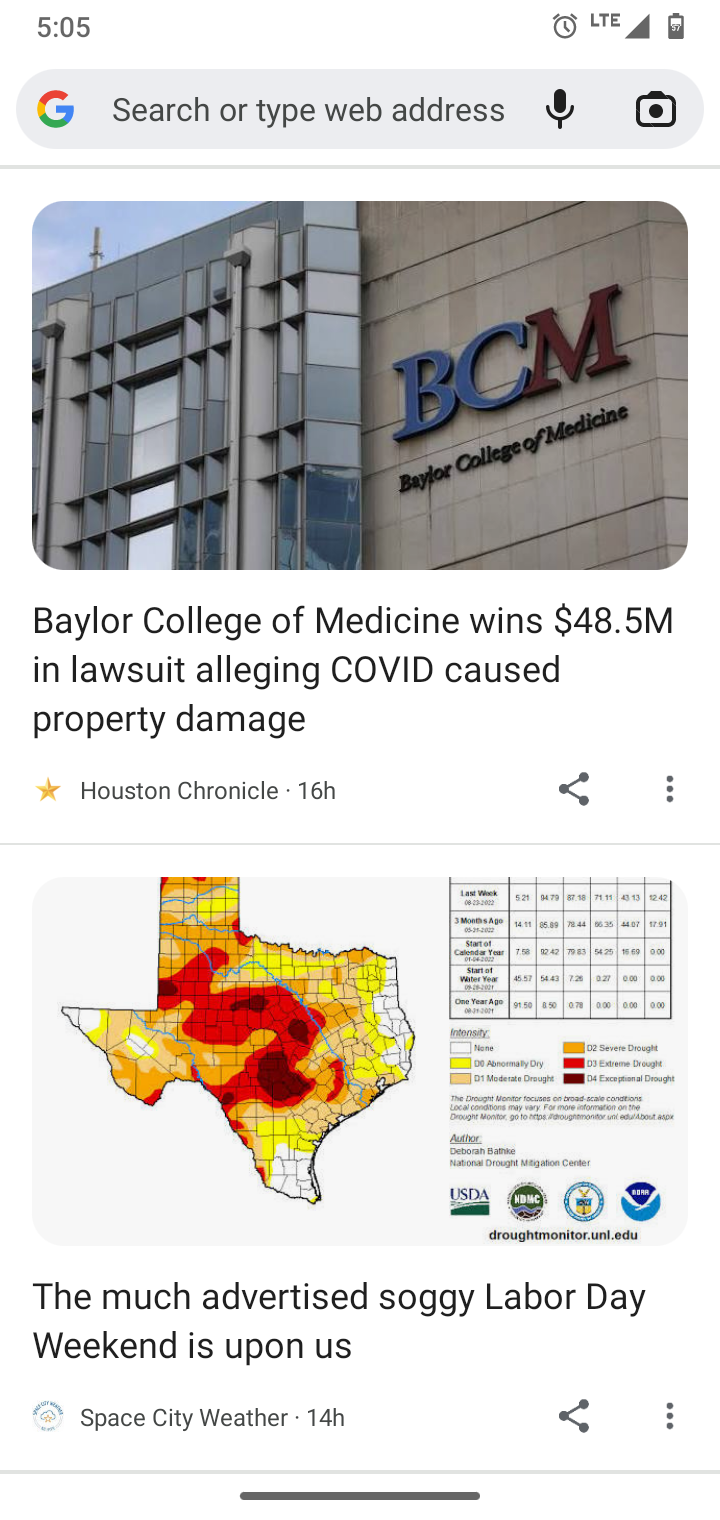 5:05
LTE
57
Search or type web address
BCM
Baylor College of Medicine
Baylor College of Medicine wins $48.5M
in lawsuit alleging COVID caused
property damage
Houston Chronicle · 16h
Last Week
08-23-2022
5.21 94.79 87.18 71.11 43.13 12.42
3 Months Ago
05-31-2022
14.11 85.89 78.44 66.35 44.07 17.91
Start of
Calendar Year
01-04-2022
7.58 92.42 79.83 54.25 16.69 0.00
Start of
Water Year
09-28-2021
45.57 54.43 7.26 0.27 0.00 0.00
One Year Ago
08-31-2021
91.50 8.50 0.78 0.00 0.00 0.00
Intensity:
None
D2 Severe Drought
D0 Abnormally Dry
D3 Extreme Drought
D1 Moderate Drought
D4 Exceptional Drought
The Drought Monitor focuses on broad-scale conditions.
Local conditions may vary. For more information on the
Drought Monitor, go to https://droughtmonitor.unl.edu/About.aspx
Author:
Deborah Bathke
National Drought Mitigation Center
USDA
NDMC
NOAA
droughtmonitor.unl.edu
The much advertised soggy Labor Day
Weekend is upon us
SPACE CITY WEATHER
Space City Weather · 14h